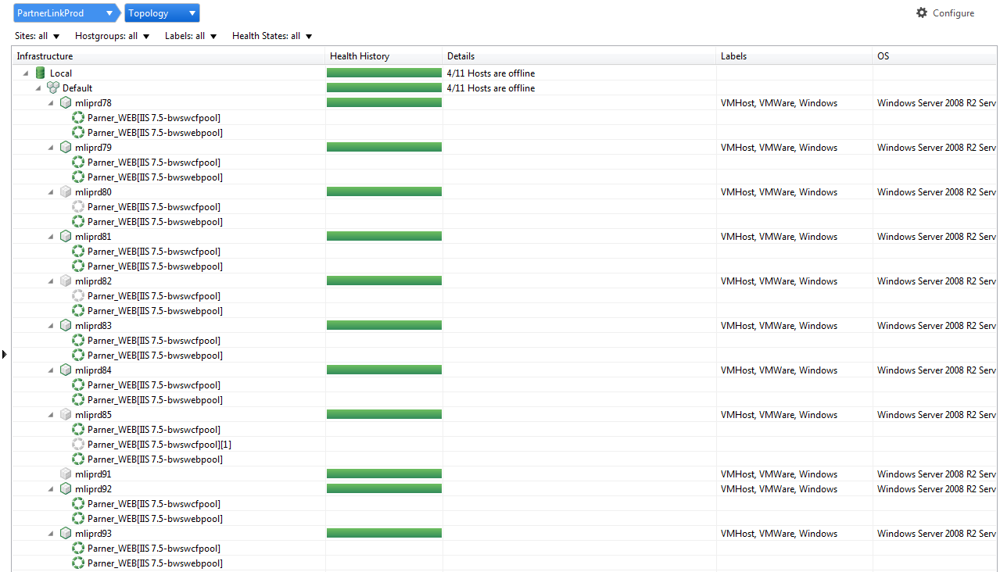 PartnerLinkProd Topology Configure
Sites: all Hostgroups: all Labels: all Health States: all
Infrastructure Health History Details Labels OS
Local 4/11 Hosts are offline
Default 4/11 Hosts are offline
mliprd78 VMHost, VMWare, Windows Windows Server 2008 R2 Serv
Parner_WEB[IIS 7.5-bwswcfpool]
Parner_WEB[IIS 7.5-bwswebpool]
mliprd79 VMHost, VMWare, Windows Windows Server 2008 R2 Serv
Parner_WEB[IIS 7.5-bwswcfpool]
Parner_WEB[IIS 7.5-bwswebpool]
mliprd80 VMHost, VMWare, Windows Windows Server 2008 R2 Serv
Parner_WEB[IIS 7.5-bwswcfpool]
Parner_WEB[IIS 7.5-bwswebpool]
mliprd81 VMHost, VMWare, Windows Windows Server 2008 R2 Serv
Parner_WEB[IIS 7.5-bwswcfpool]
Parner_WEB[IIS 7.5-bwswebpool]
mliprd82 VMHost, VMWare, Windows Windows Server 2008 R2 Serv
Parner_WEB[IIS 7.5-bwswcfpool]
Parner_WEB[IIS 7.5-bwswebpool]
mliprd83 VMHost, VMWare, Windows Windows Server 2008 R2 Serv
Parner_WEB[IIS 7.5-bwswcfpool]
Parner_WEB[IIS 7.5-bwswebpool]
mliprd84 VMHost, VMWare, Windows Windows Server 2008 R2 Serv
Parner_WEB[IIS 7.5-bwswcfpool]
Parner_WEB[IIS 7.5-bwswebpool]
mliprd85 VMHost, VMWare, Windows Windows Server 2008 R2 Serv
Parner_WEB[IIS 7.5-bwswcfpool]
Parner_WEB[IIS 7.5-bwswcfpool][1]
Parner_WEB[IIS 7.5-bwswebpool]
mliprd91 VMHost, VMWare, Windows Windows Server 2008 R2 Serv
mliprd92 VMHost, VMWare, Windows Windows Server 2008 R2 Serv
Parner_WEB[IIS 7.5-bwswcfpool]
Parner_WEB[IIS 7.5-bwswebpool]
mliprd93 VMHost, VMWare, Windows Windows Server 2008 R2 Serv
Parner_WEB[IIS 7.5-bwswcfpool]
Parner_WEB[IIS 7.5-bwswebpool]